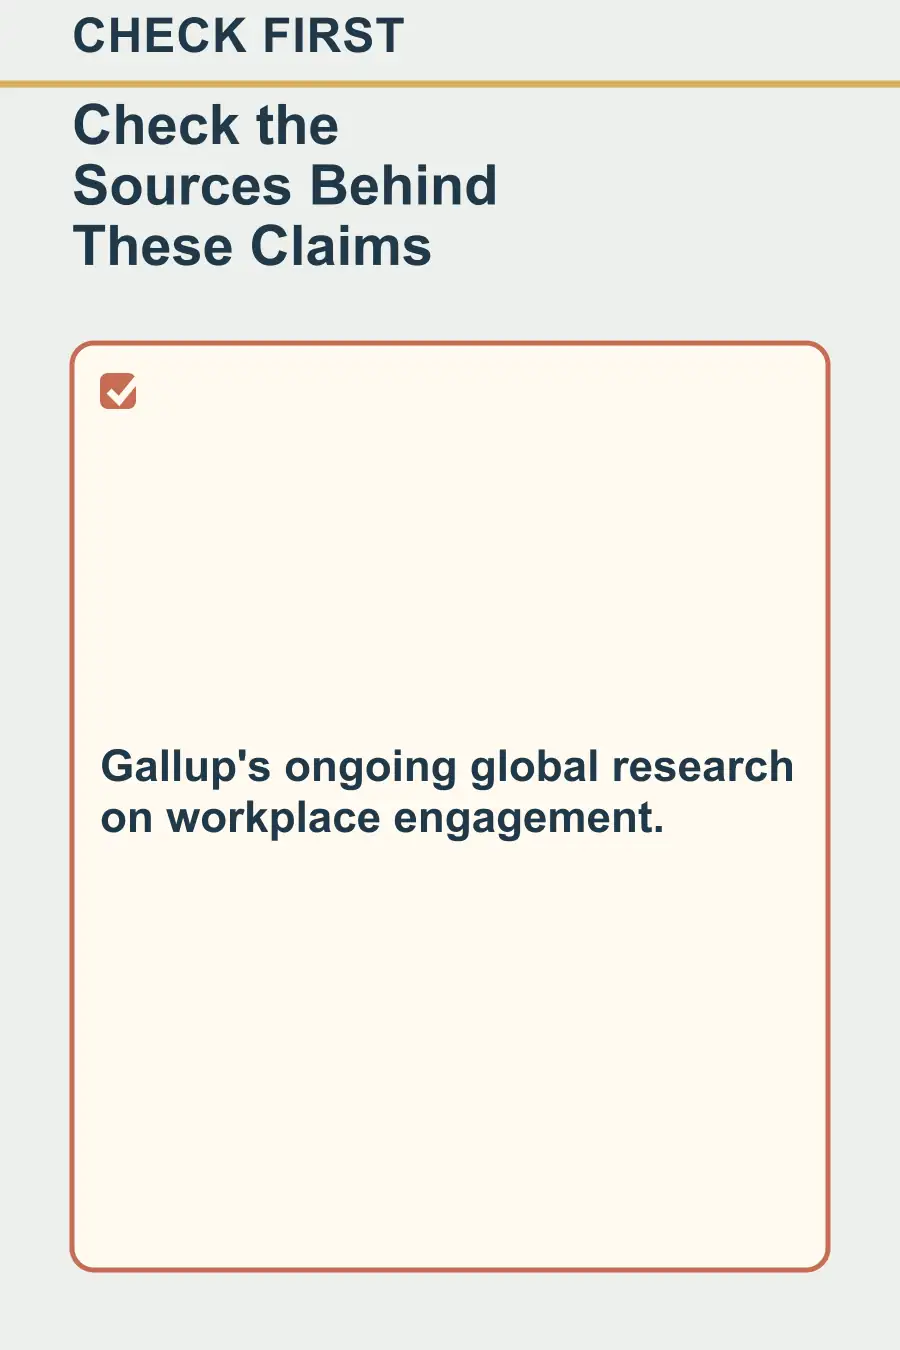 CHECK FIRST
Check the
Sources Behind
These Claims
Gallup's ongoing global research
on workplace engagement.